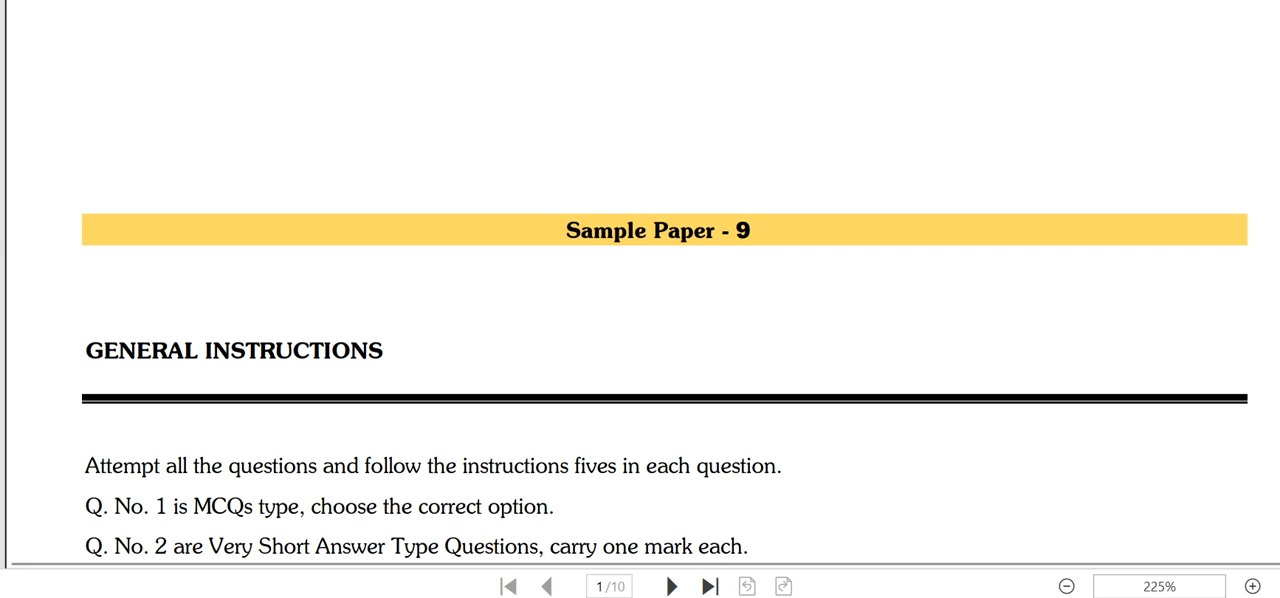 Sample Paper - 9
GENERAL INSTRUCTIONS
Attempt all the questions and follow the instructions fives in each question.
Q. No. 1 is MCQs type, choose the correct option.
Q. No. 2 are Very Short Answer Type Questions, carry one mark each.
1 /10
225%